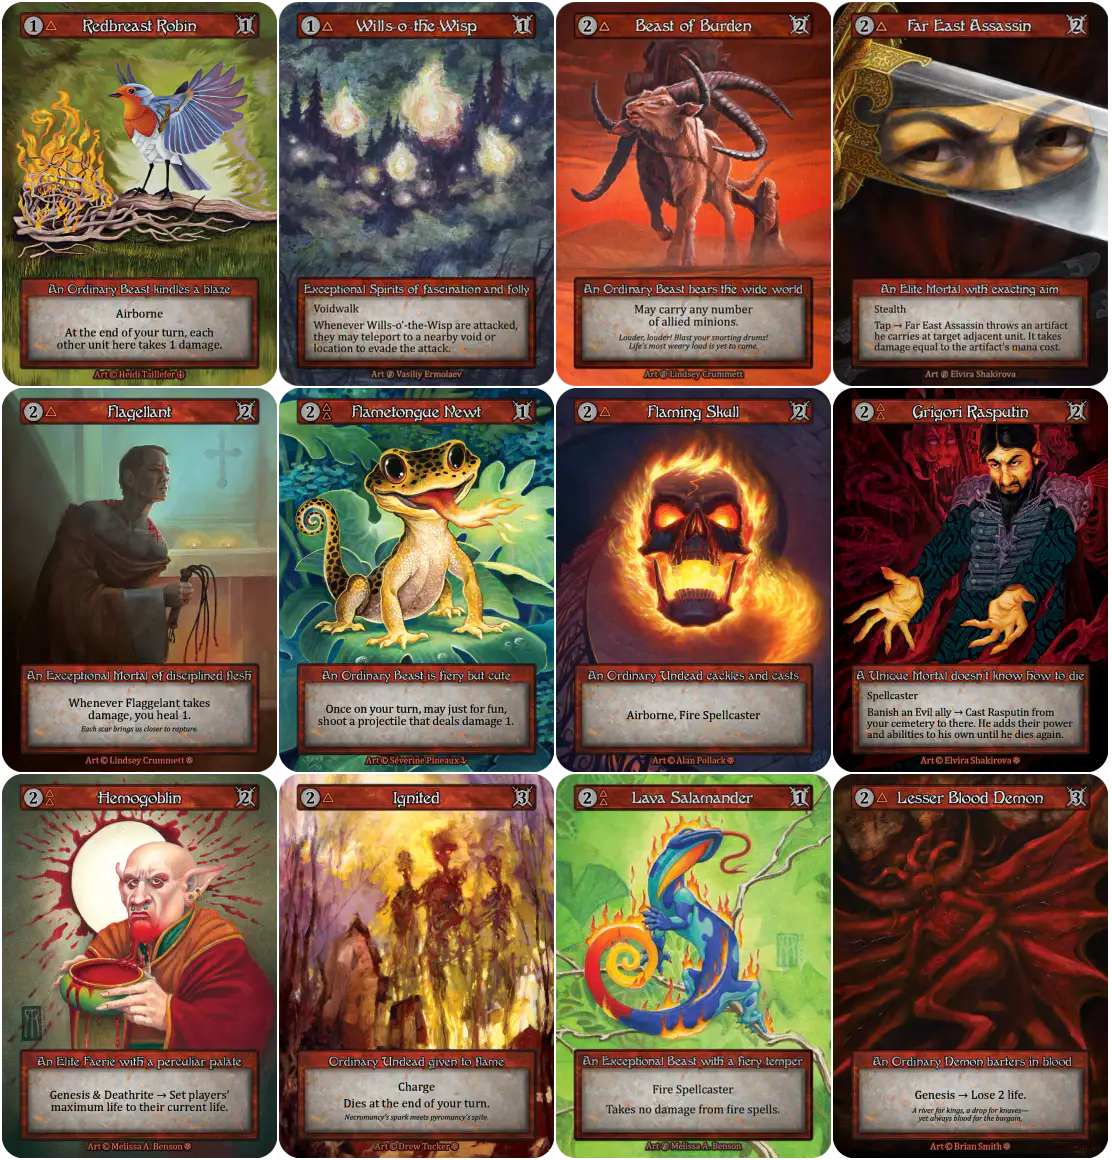 1 Redbreast Robin 1
An Ordinary Beast kindles a blaze
Airborne
At the end of your turn, each
other unit here takes 1 damage.
Art © Heidi Taillefer
1 Wills-o-the-Wisp 1
Exceptional Spirits of fascination and folly
Voidwalk
Whenever Wills-o'-the-Wisp are attacked,
they may teleport to a nearby void or
location to evade the attack.
Art Vasiliy Ermolaev
2 Beast of Burden 2
An Ordinary Beast bears the wide world
May carry any number
of allied minions.
Louder, louder! Blast your snorting drums!
Life's most weary load is yet to come.
Art Lindsey Crummett
2 Far East Assassin 2
An Elite Mortal with exacting aim
Stealth
Tap → Far East Assassin throws an artifact
he carries at target adjacent unit. It takes
damage equal to the artifact's mana cost.
Art Elvira Shakirova
2 Flagellant 2
An Exceptional Mortal of disciplined flesh
Whenever Flaggelant takes
damage, you heal 1.
Each scar brings us closer to rapture.
Art © Lindsey Crummett
2 Flametongue Newt 1
An Ordinary Beast is fiery but cute
Once on your turn, may just for fun,
shoot a projectile that deals damage 1.
Art © Séverine Pineaux
2 Flaming Skull 2
An Ordinary Undead cackles and casts
Airborne, Fire Spellcaster
Art © Alan Pollack
2 Grigori Rasputin 2
A Unique Mortal doesn't know how to die
Spellcaster
Banish an Evil ally → Cast Rasputin from
your cemetery to there. He adds their power
and abilities to his own until he dies again.
Art © Elvira Shakirova
2 Hemogoblin 2
An Elite Faerie with a perculiar palate
Genesis & Deathrite → Set players'
maximum life to their current life.
Art © Melissa A. Benson
2 Ignited 3
Ordinary Undead given to flame
Charge
Dies at the end of your turn.
Necromancy's spark meets pyromancy's spite.
Art © Drew Tucker
2 Lava Salamander 1
An Exceptional Beast with a fiery temper
Fire Spellcaster
Takes no damage from fire spells.
Art Melissa A. Benson
2 Lesser Blood Demon 3
An Ordinary Demon barters in blood
Genesis → Lose 2 life.
A river for kings, a drop for knaves—
yet always blood for the bargain.
Art © Brian Smith